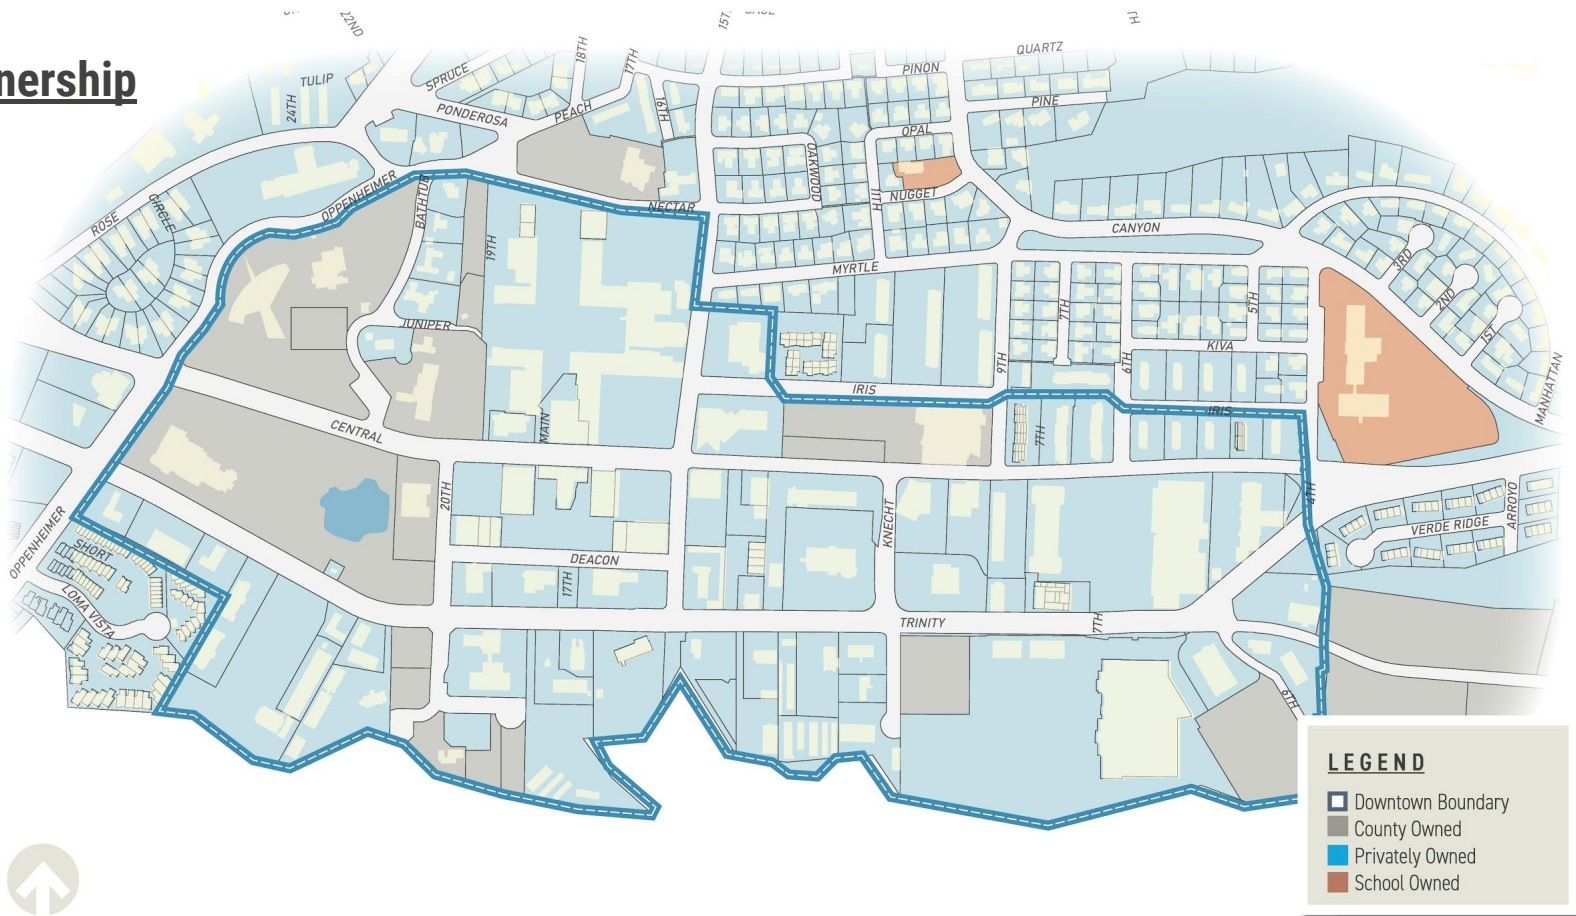 nership
22ND
QUARTZ
18TH
17TH
PINON
SPRUCE
TULIP
24TH
PONDEROSA
PEACH
16TH
PINE
OPAL
OAKWOOD
11TH
NUGGET
OPPENHEIMER
BATHTUB
NECTAR
CIRCLE
ROSE
CANYON
19TH
MYRTLE
3RD
2ND
1ST
7TH
5TH
JUNIPER
KIVA
9TH
6TH
IRIS
MANHATTAN
IRIS
MAIN
CENTRAL
7TH
20TH
4TH
ARROYO
KNECHT
VERDE RIDGE
OPPENHEIMER
SHORT
DEACON
17TH
LOMA VISTA
TRINITY
7TH
6TH
LEGEND
Downtown Boundary
County Owned
Privately Owned
School Owned